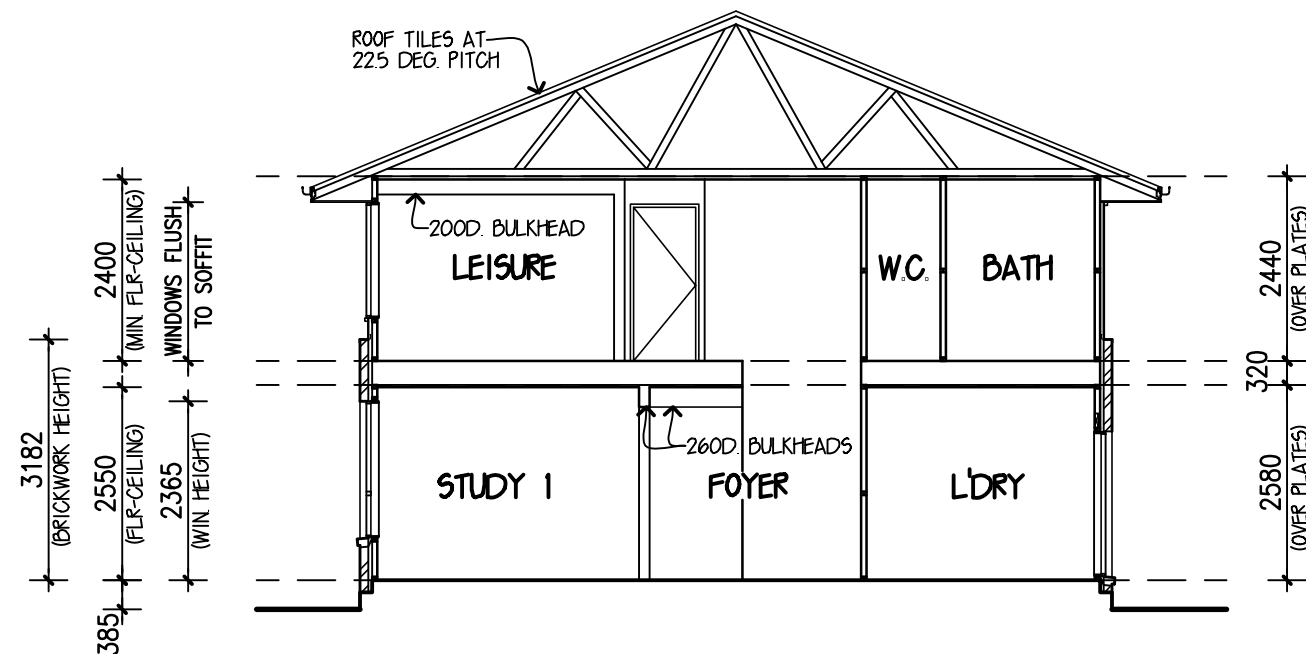 ROOF TILES AT
22.5 DEG. PITCH
200D. BULKHEAD
LEISURE
W.C.
BATH
260D. BULKHEADS
STUDY 1
FOYER
L'DRY
3182
(BRICKWORK HEIGHT)
2400
(MIN. FLR-CEILING)
2550
(FLR-CEILING)
385
WINDOWS FLUSH
TO SOFFIT
2365
(WIN. HEIGHT)
2440
(OVER PLATES)
320
2580
(OVER PLATES)